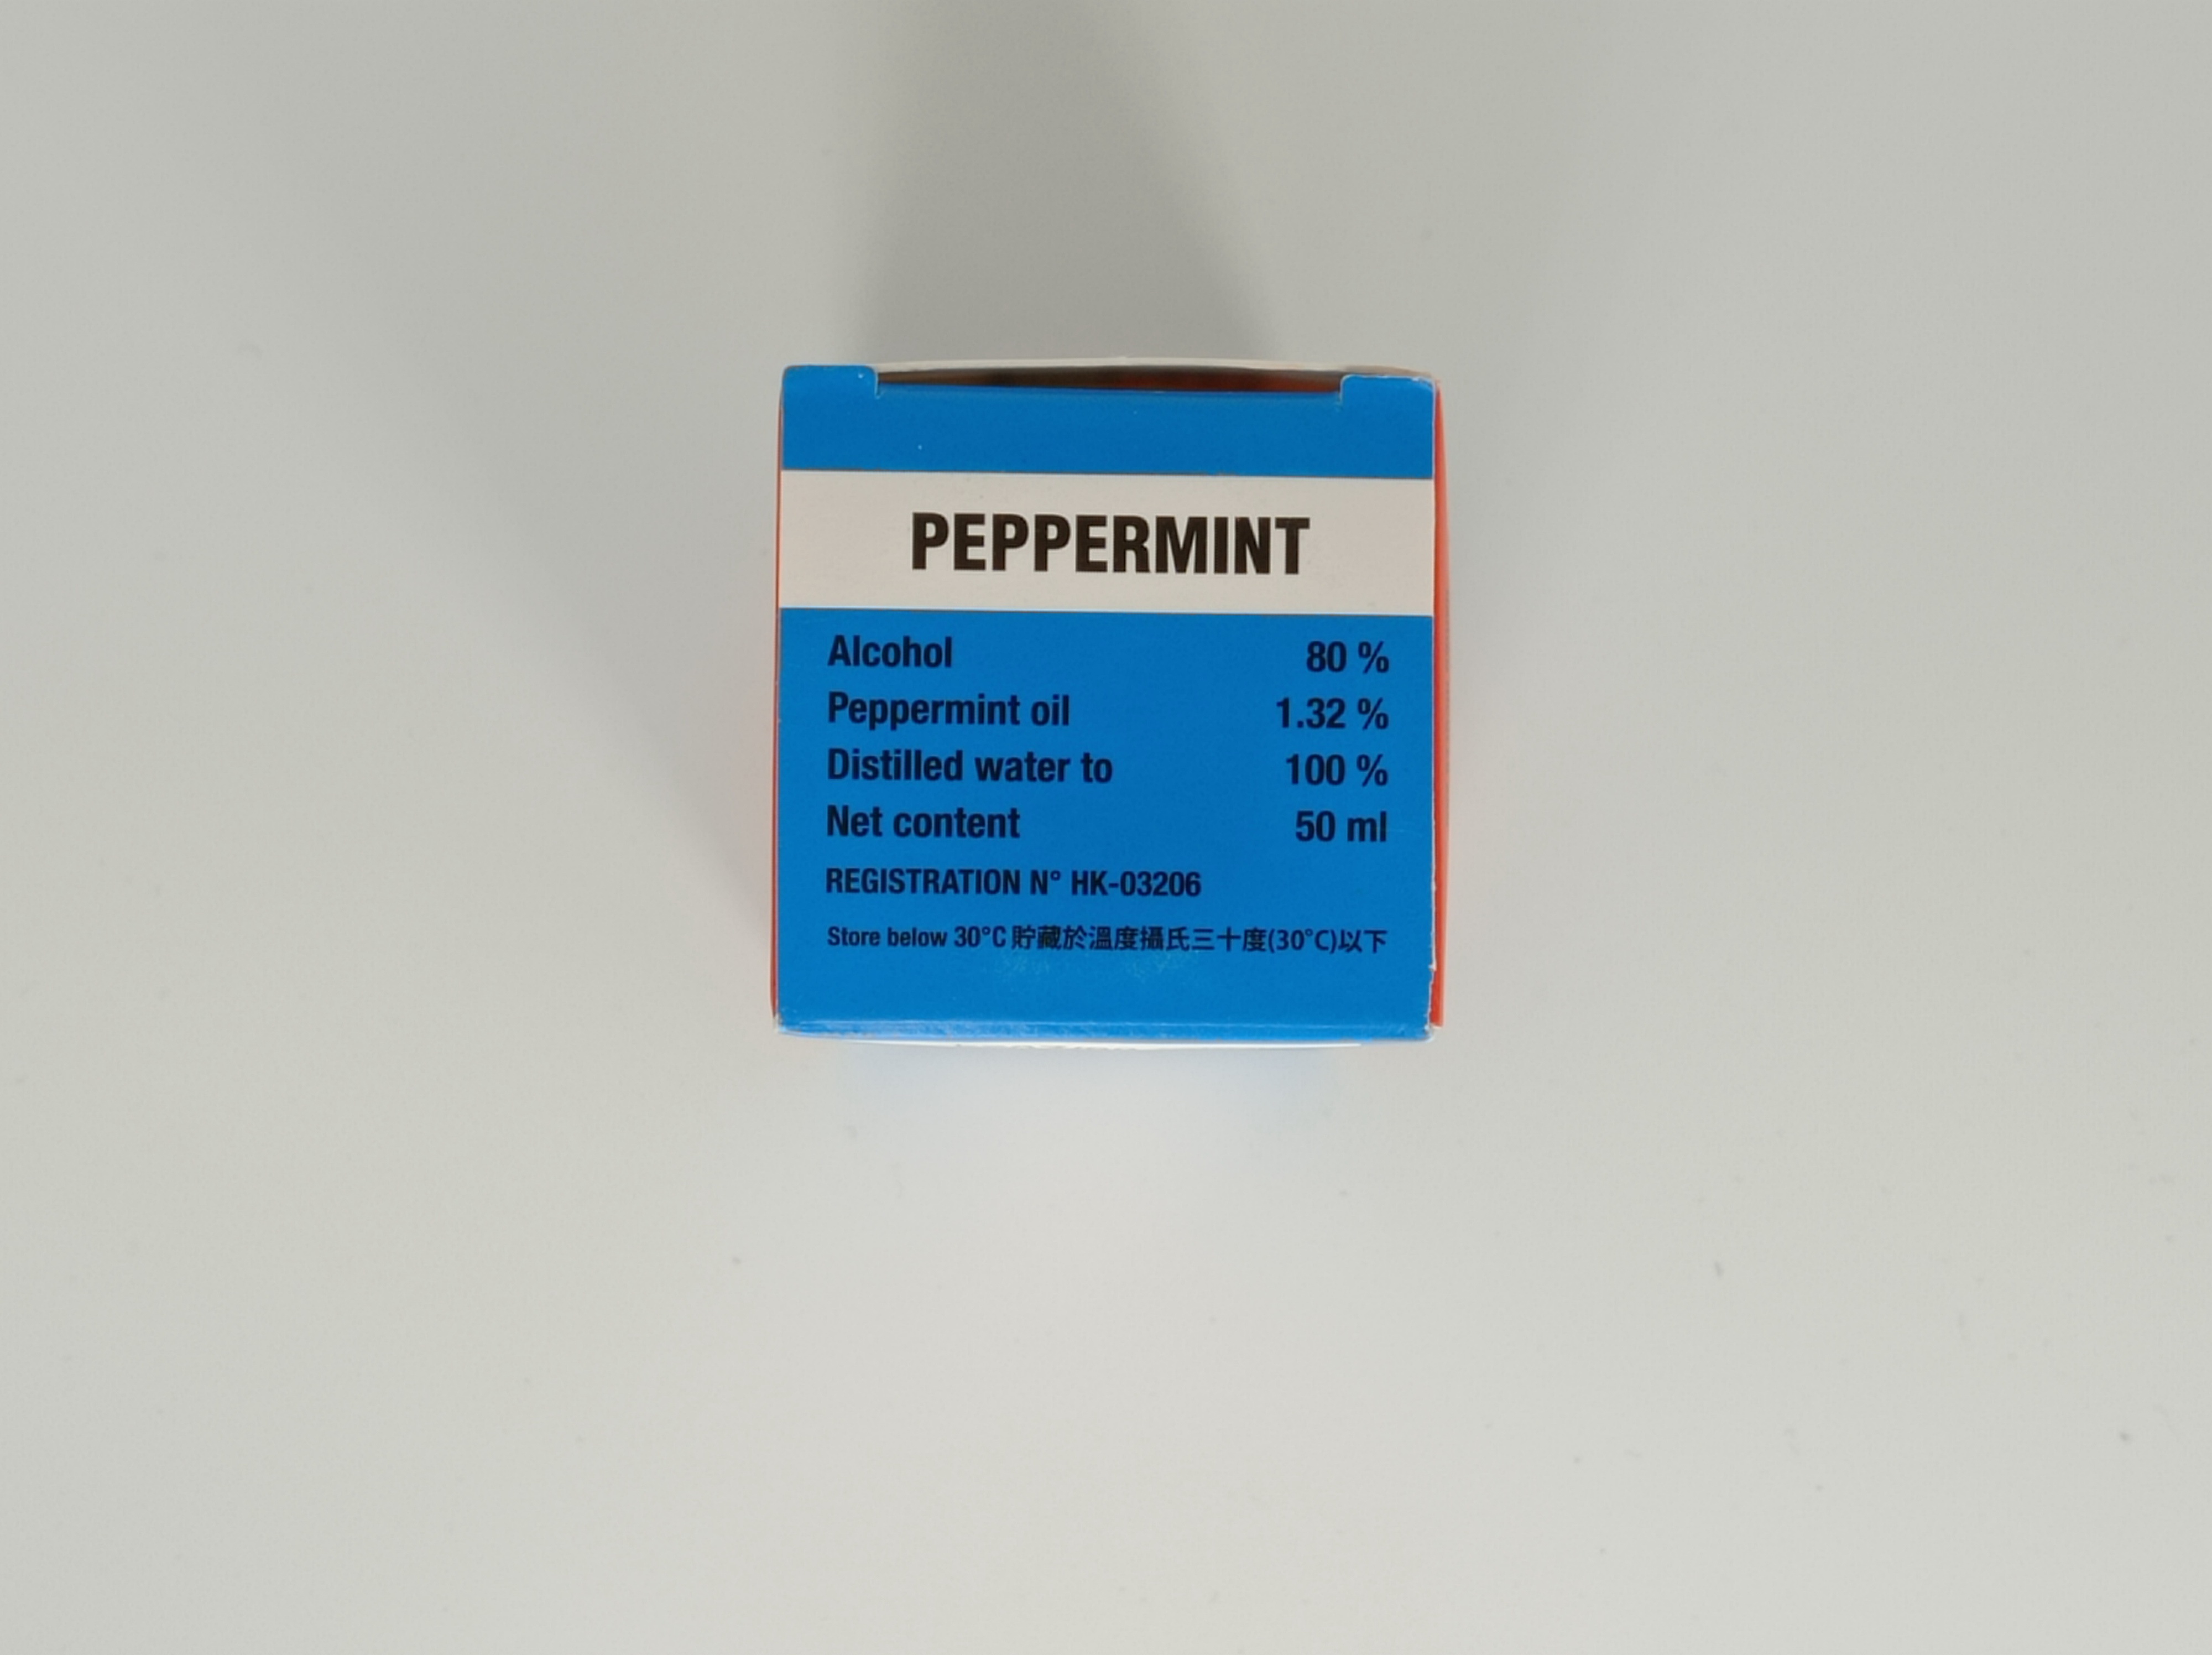 PEPPERMINT
Alcohol 80 %
Peppermint oil 1.32 %
Distilled water to 100 %
Net content 50 ml
REGISTRATION N° HK-03206
Store below 30°C 貯藏於溫度攝氏三十度(30°C)以下